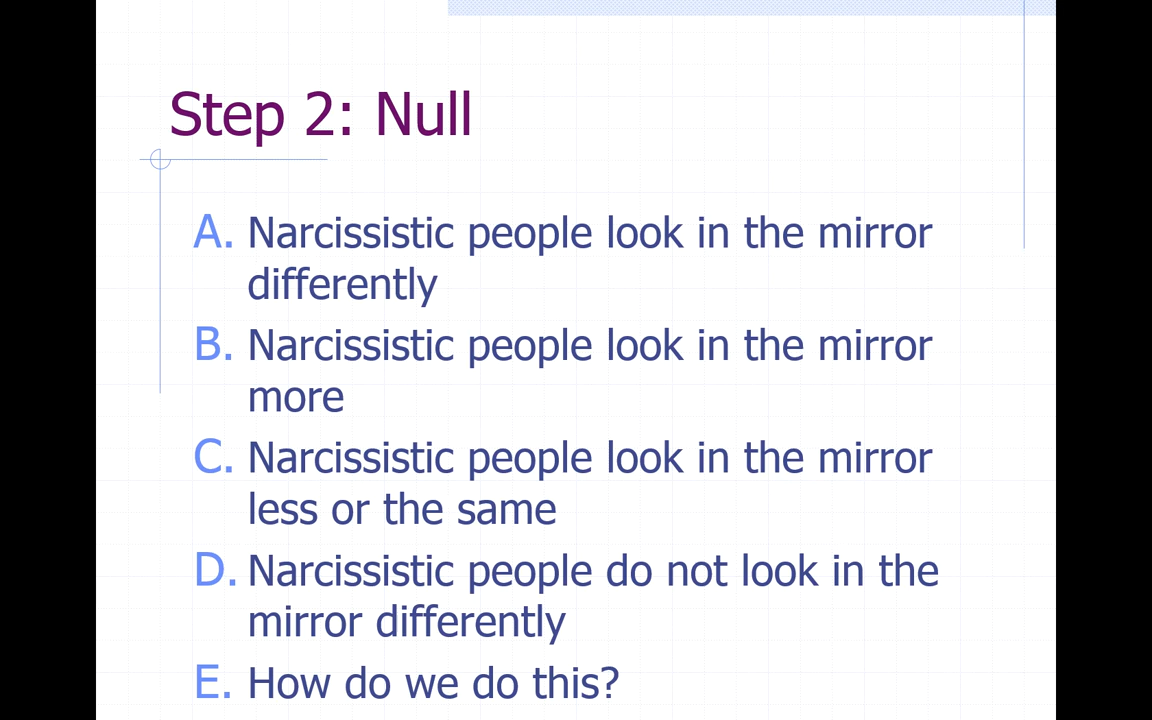 Step 2: Null
A. Narcissistic people look in the mirror
differently
B. Narcissistic people look in the mirror
more
C. Narcissistic people look in the mirror
less or the same
D. Narcissistic people do not look in the
mirror differently
E. How do we do this?